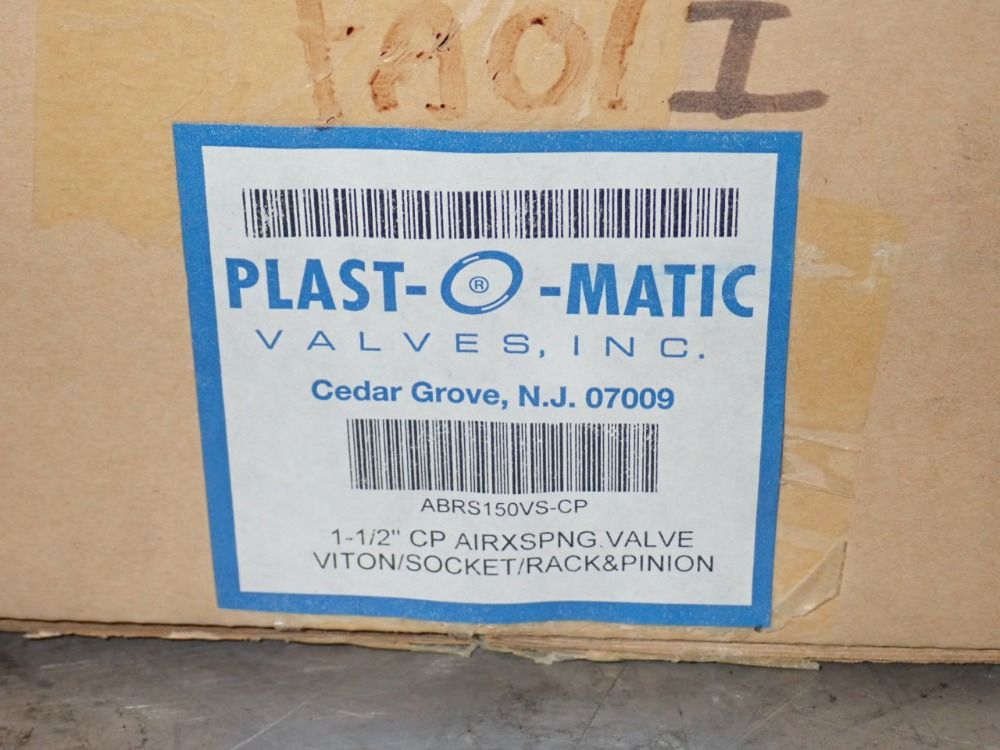 PLAST-O-MATIC
®
VALVES, INC.
Cedar Grove, N.J. 07009
ABRS150VS-CP
1-1/2" CP AIRXSPNG.VALVE
VITON/SOCKET/RACK&PINION